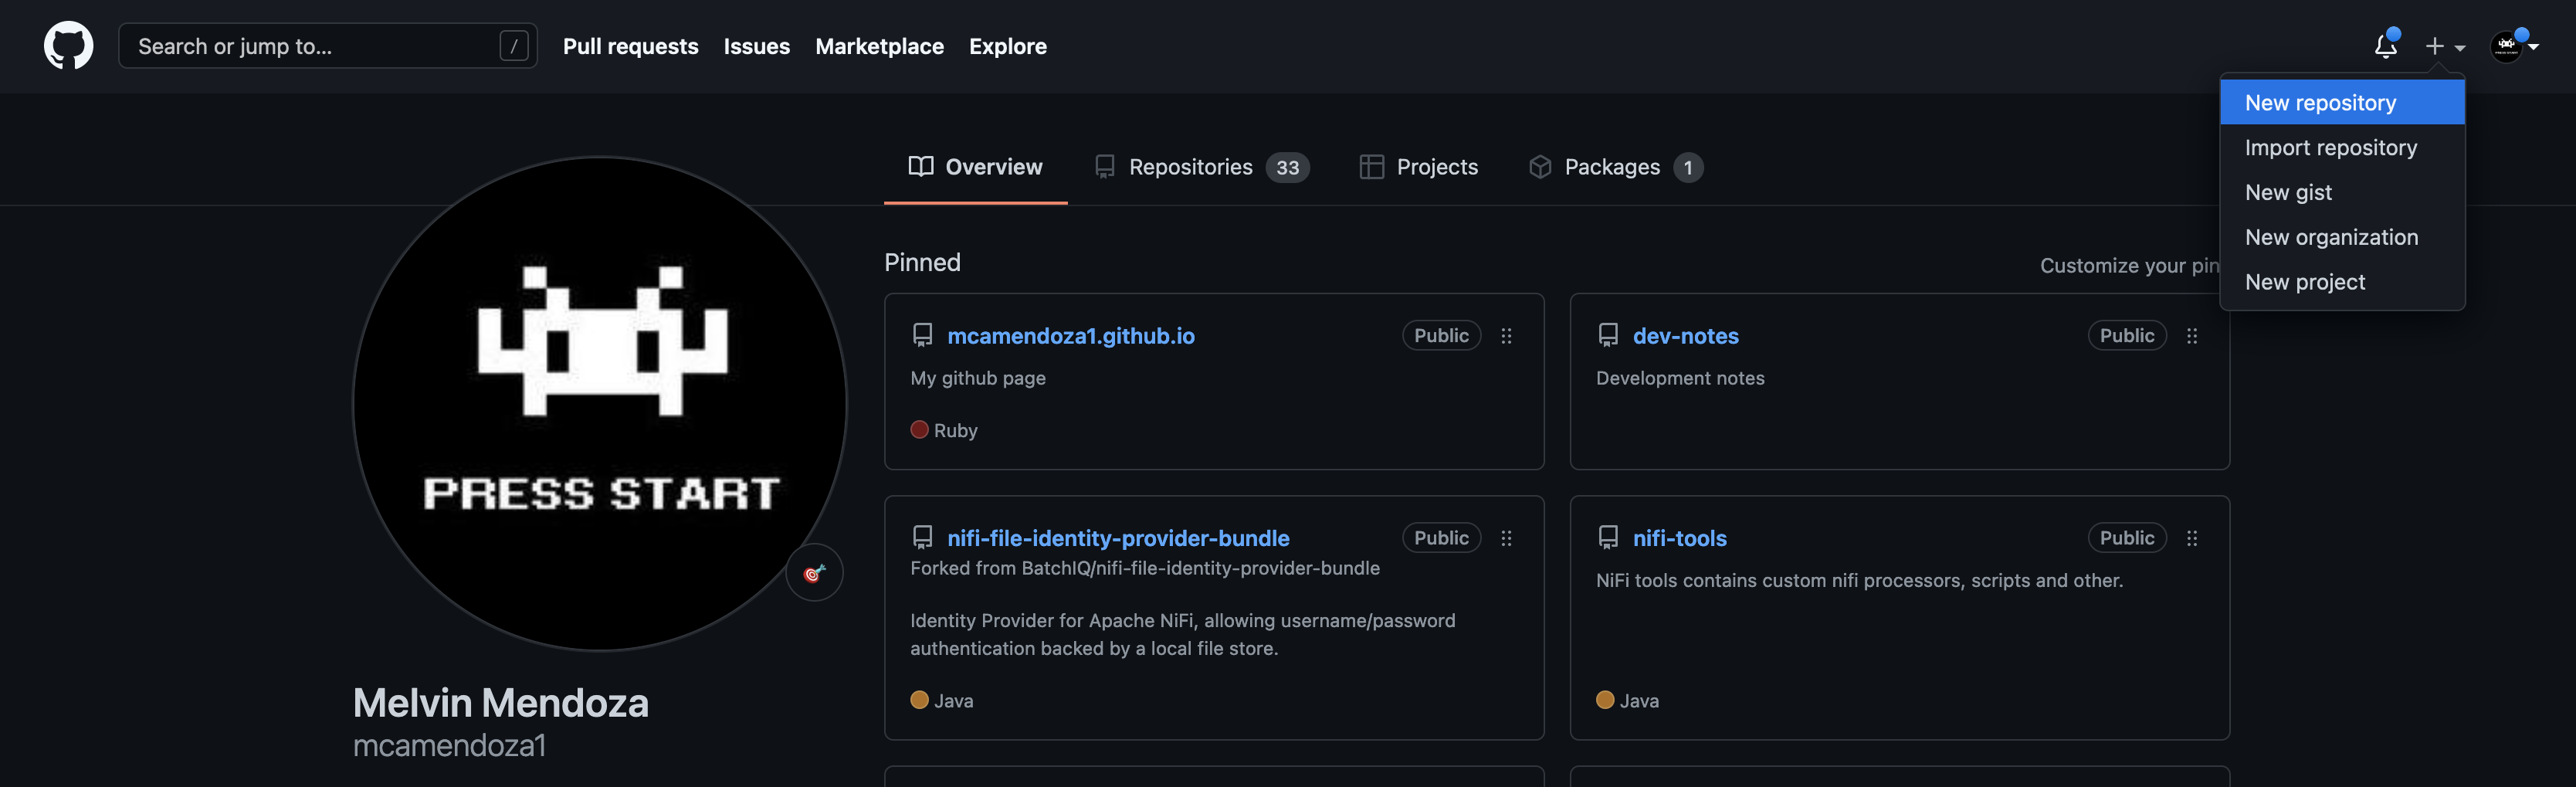 Search or jump to... /
Pull requests
Issues
Marketplace
Explore
New repository
Import repository
New gist
New organization
New project
Overview
Repositories 33
Projects
Packages 1
PRESS START
Melvin Mendoza
mcamendoza1
Pinned
Customize your pin
mcamendoza1.github.io Public
My github page
Ruby
dev-notes Public
Development notes
nifi-file-identity-provider-bundle Public
Forked from BatchIQ/nifi-file-identity-provider-bundle
Identity Provider for Apache NiFi, allowing username/password
authentication backed by a local file store.
Java
nifi-tools Public
NiFi tools contains custom nifi processors, scripts and other.
Java